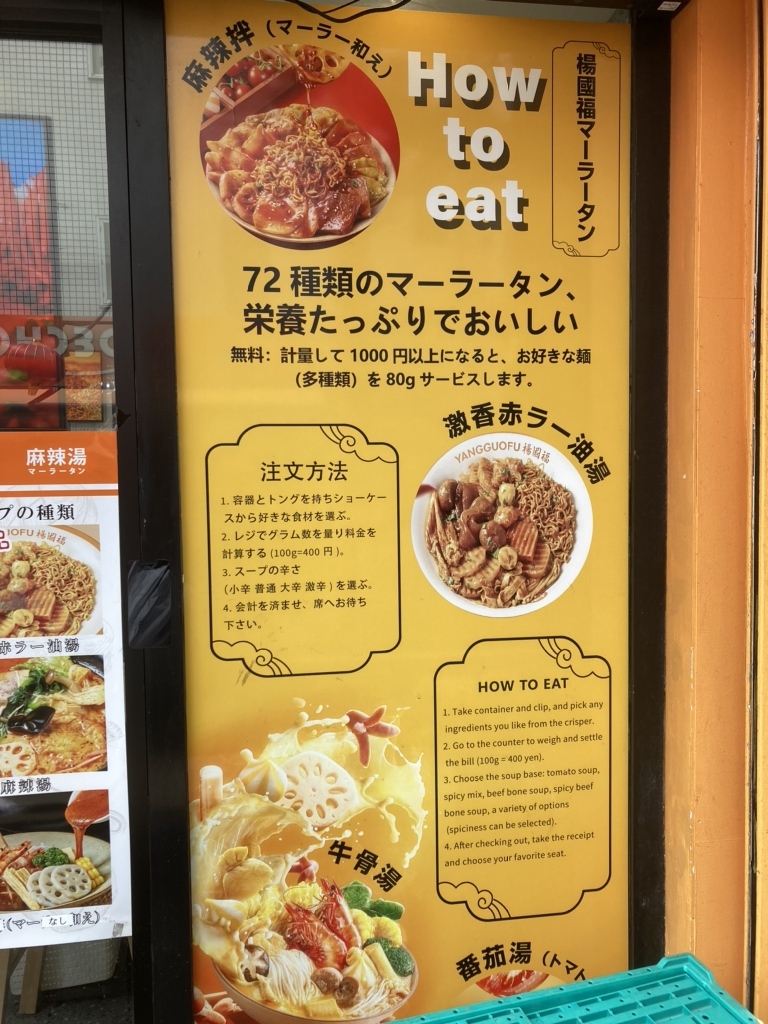 麻辣拌（マーラー和え）
How
to
eat
楊國福マーラータン
72 種類のマーラータン、
栄養たっぷりでおいしい
無料: 計量して 1000 円以上になると、お好きな麺
(多種類) を 80g サービスします。
激香赤ラー油湯
YANGGUOFU 楊國福
注文方法
1. 容器とトングを持ちショーケー
スから好きな食材を選ぶ。
2. レジでグラム数を量り料金を
計算する (100g=400 円 )。
3. スープの辛さ
(小辛 普通 大辛 激辛 ) を選ぶ。
4. 会計を済ませ、席へお待ち
下さい。
HOW TO EAT
1. Take container and clip, and pick any
ingredients you like from the crisper.
2. Go to the counter to weigh and settle
the bill (100g = 400 yen).
3. Choose the soup base: tomato soup,
spicy mix, beef bone soup, spicy beef
bone soup, a variety of options
(spiciness can be selected).
4. After checking out, take the receipt
and choose your favorite seat.
牛骨湯
番茄湯（トマト
麻辣湯
マーラータン
プの種類
OFU 楊國福
赤ラー油湯
麻辣湯
(マー なし 和え)